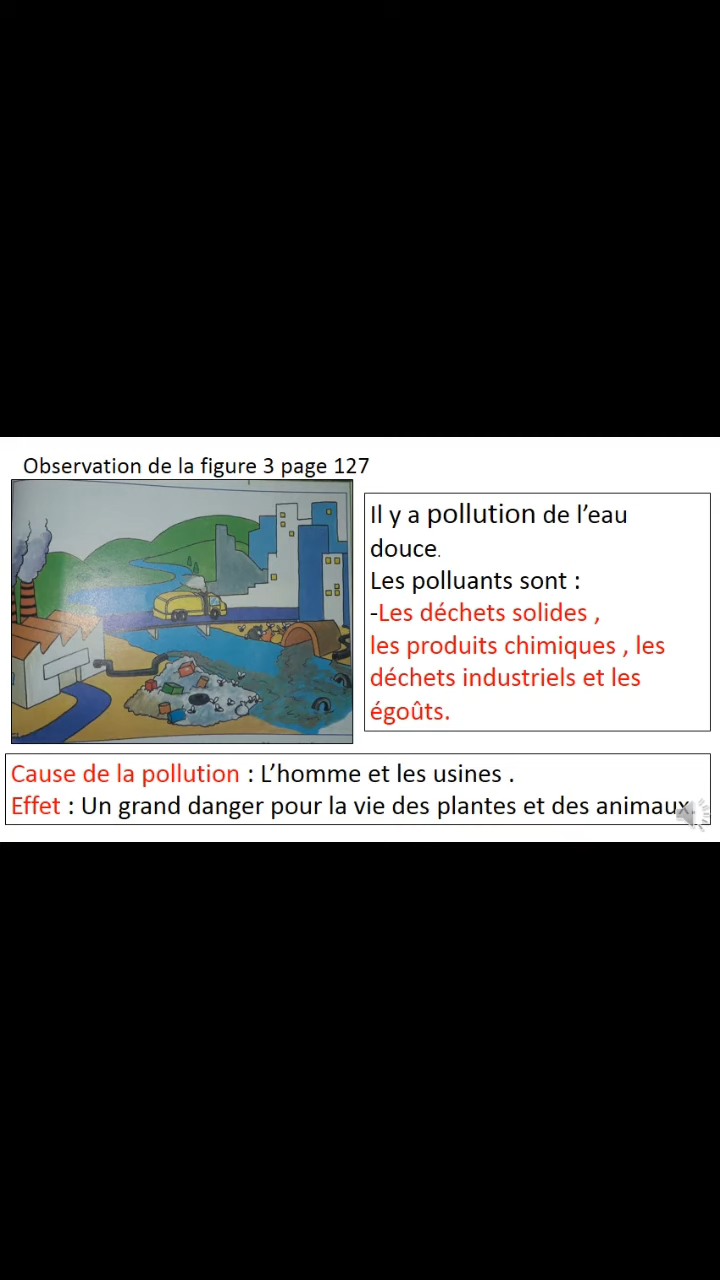 Observation de la figure 3 page 127
Il y a pollution de l’eau
douce.
Les polluants sont :
-Les déchets solides ,
les produits chimiques , les
déchets industriels et les
égoûts.
Cause de la pollution : L’homme et les usines .
Effet : Un grand danger pour la vie des plantes et des animaux.